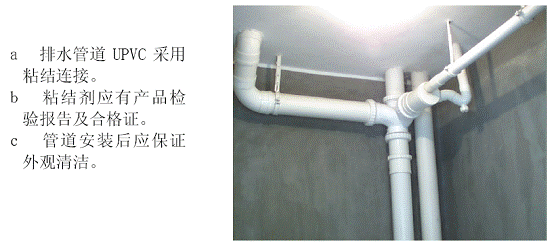 a 排水管道 UPVC 采用
粘结连接。
b 粘结剂应有产品检
验报告及合格证。
c 管道安装后应保证
外观清洁。